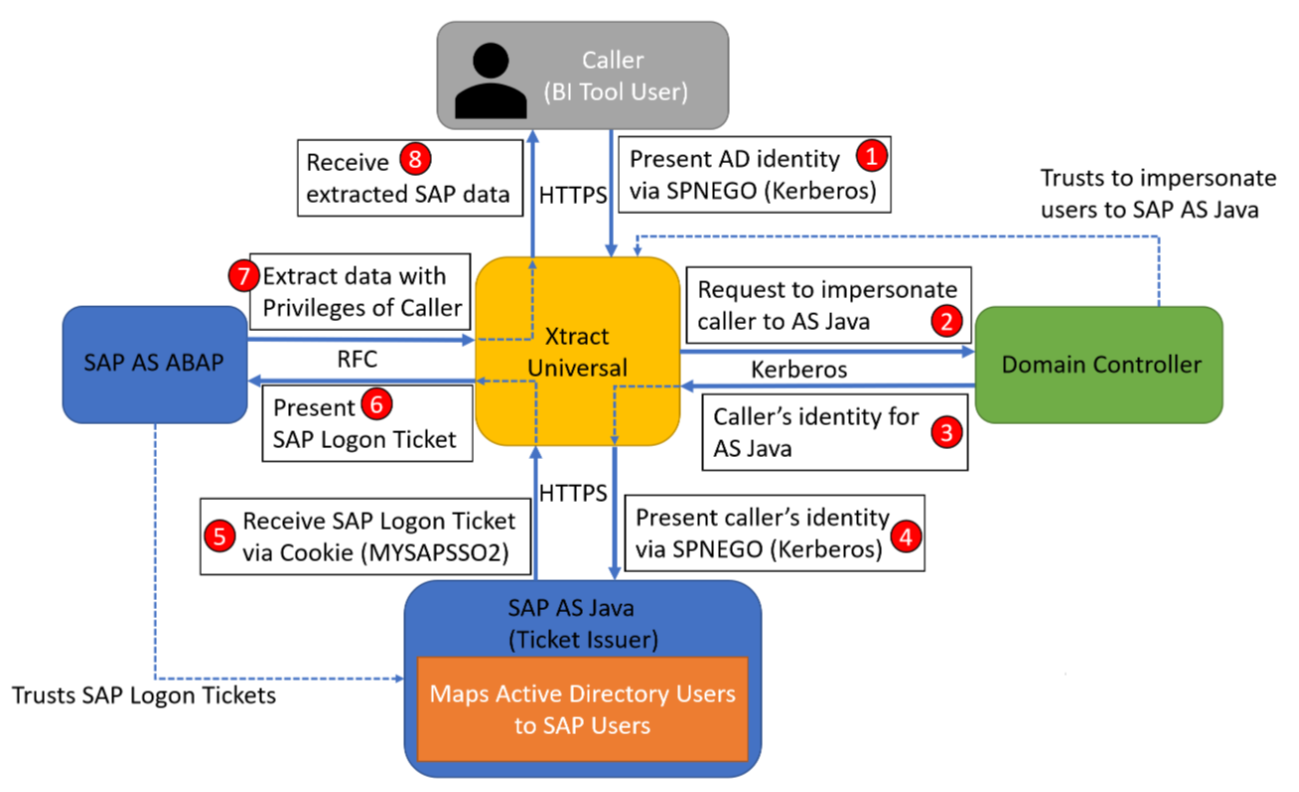 Caller
(BI Tool User)
Receive 8
extracted SAP data
HTTPS
Present AD identity 1
via SPNEGO (Kerberos)
Trusts to impersonate
users to SAP AS Java
7 Extract data with
Privileges of Caller
Request to impersonate
caller to AS Java 2
SAP AS ABAP
RFC
Xtract
Universal
Kerberos
Domain Controller
Present 6
SAP Logon Ticket
Caller’s identity for
AS Java 3
HTTPS
5 Receive SAP Logon Ticket
via Cookie (MYSAPSSO2)
Present caller’s identity
via SPNEGO (Kerberos) 4
SAP AS Java
(Ticket Issuer)
Trusts SAP Logon Tickets
Maps Active Directory Users
to SAP Users